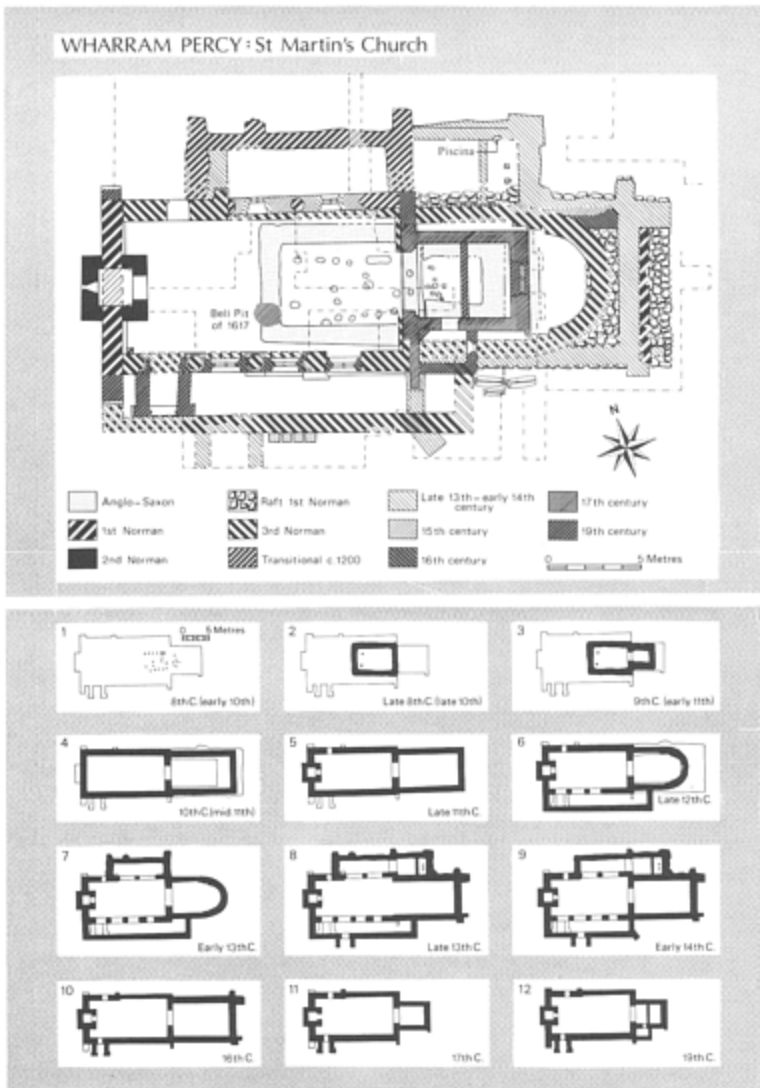 WHARRAM PERCY : St Martin's Church
Piscina
Bell Pit
of 1617
N
Anglo-Saxon
1st Norman
2nd Norman
Raft 1st Norman
3rd Norman
Transitional c.1200
Late 13th-early 14th
century
15th century
16th century
17th century
19th century
0 5 Metres
1
0 5 Metres
8thC. (early 10th)
2
Late 8thC. (late 10th)
3
9thC. (early 11th)
4
10thC. (mid 11th)
5
Late 11thC.
6
Late 12thC.
7
Early 13thC.
8
Late 13thC.
9
Early 14thC.
10
16thC.
11
17thC.
12
19thC.